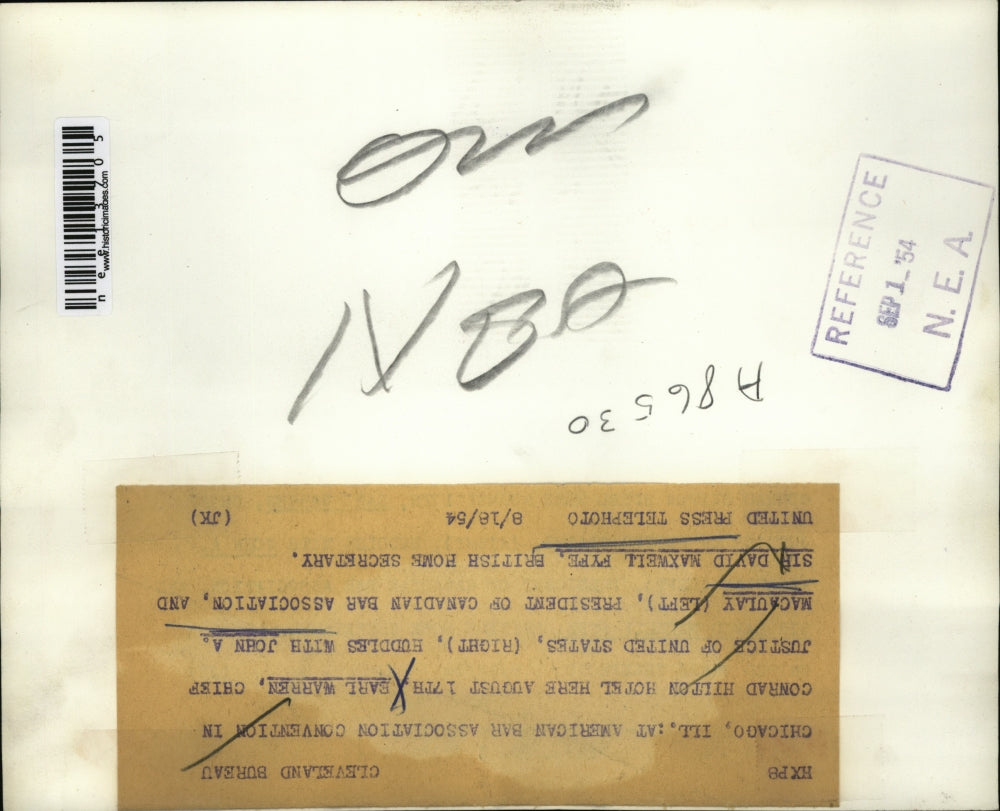 HXP8 CLEVELAND BUREAU
CHICAGO, ILL.:AT AMERICAN BAR ASSOCIATION CONVENTION IN
CONRAD HILTON HOTEL HERE AUGUST 17TH, EARL WARREN, CHIEF
JUSTICE OF UNITED STATES, (RIGHT), HUDDLES WITH JOHN A.
MACAULAY (LEFT), PRESIDENT OF CANADIAN BAR ASSOCIATION, AND
SIR DAVID MAXWELL FYFE, BRITISH HOME SECRETARY.
UNITED PRESS TELEPHOTO 8/18/54 (JK)
A86530
REFERENCE
SEP 1 '54
N. E. A.
www.historicimages.com